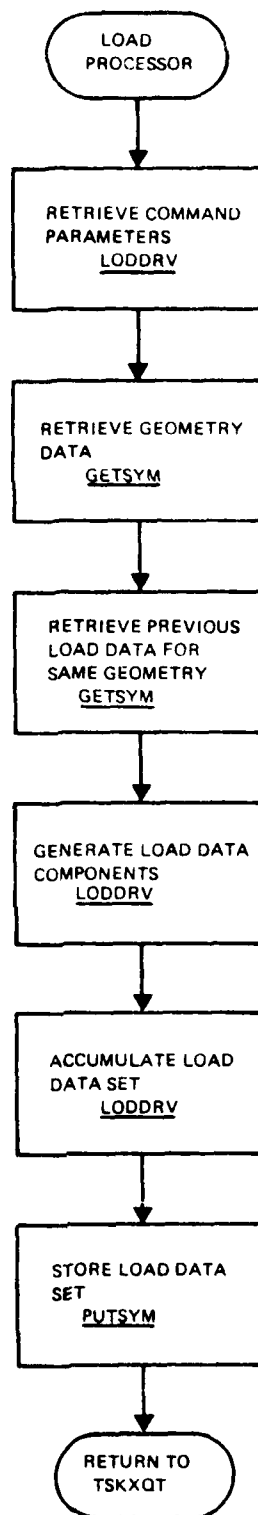 LOAD
PROCESSOR
RETRIEVE COMMAND
PARAMETERS
LODDRV
RETRIEVE GEOMETRY
DATA
GETSYM
RETRIEVE PREVIOUS
LOAD DATA FOR
SAME GEOMETRY
GETSYM
GENERATE LOAD DATA
COMPONENTS
LODDRV
ACCUMULATE LOAD
DATA SET
LODDRV
STORE LOAD DATA
SET
PUTSYM
RETURN TO
TSKXQT